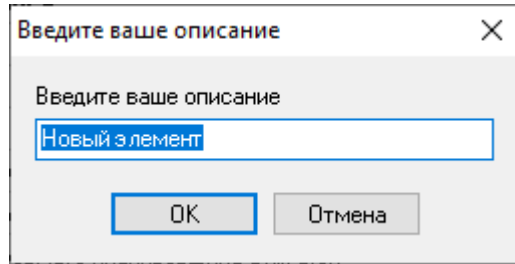 Введите ваше описание
Введите ваше описание
Новый элемент
OK
Отмена